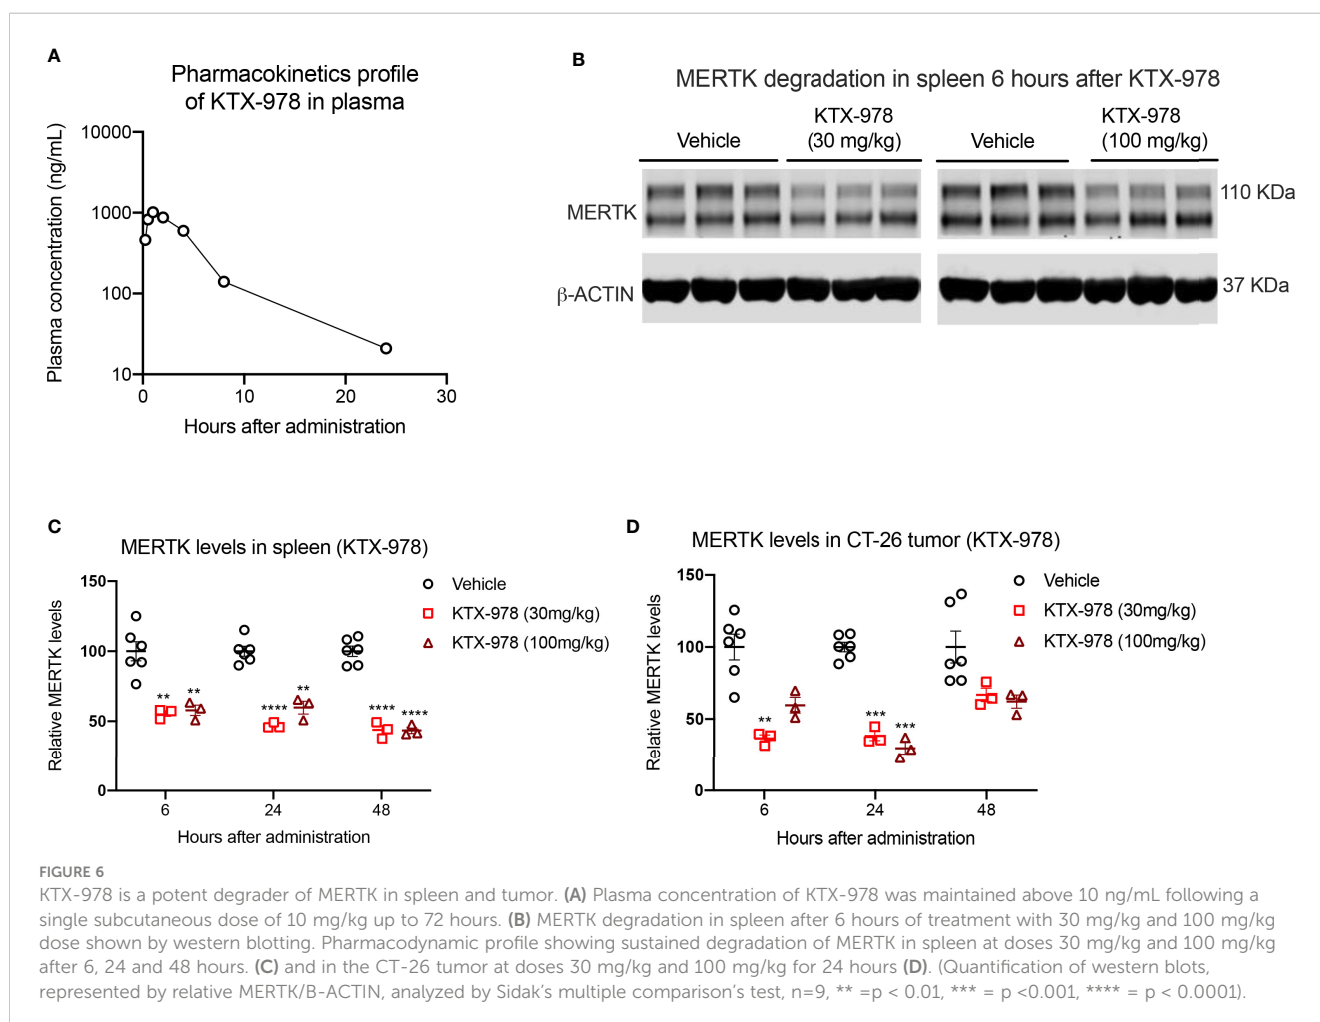 A
Pharmacokinetics profile
of KTX-978 in plasma
Plasma concentration (ng/mL)
10000
1000
100
10
0
10
20
30
Hours after administration
B
MERTK degradation in spleen 6 hours after KTX-978
Vehicle
KTX-978
(30 mg/kg)
Vehicle
KTX-978
(100 mg/kg)
MERTK
110 KDa
β-ACTIN
37 KDa
C
MERTK levels in spleen (KTX-978)
Relative MERTK levels
150
100
50
0
**
**
****
**
****
****
6
24
48
Hours after administration
Vehicle
KTX-978 (30mg/kg)
KTX-978 (100mg/kg)
D
MERTK levels in CT-26 tumor (KTX-978)
Relative MERTK levels
150
100
50
0
**
***
***
6
24
48
Hours after administration
Vehicle
KTX-978 (30mg/kg)
KTX-978 (100mg/kg)
FIGURE 6
KTX-978 is a potent degrader of MERTK in spleen and tumor. (A) Plasma concentration of KTX-978 was maintained above 10 ng/mL following a
single subcutaneous dose of 10 mg/kg up to 72 hours. (B) MERTK degradation in spleen after 6 hours of treatment with 30 mg/kg and 100 mg/kg
dose shown by western blotting. Pharmacodynamic profile showing sustained degradation of MERTK in spleen at doses 30 mg/kg and 100 mg/kg
after 6, 24 and 48 hours. (C) and in the CT-26 tumor at doses 30 mg/kg and 100 mg/kg for 24 hours (D). (Quantification of western blots,
represented by relative MERTK/B-ACTIN, analyzed by Sidak's multiple comparison's test, n=9, ** =p < 0.01, *** = p <0.001, **** = p < 0.0001).